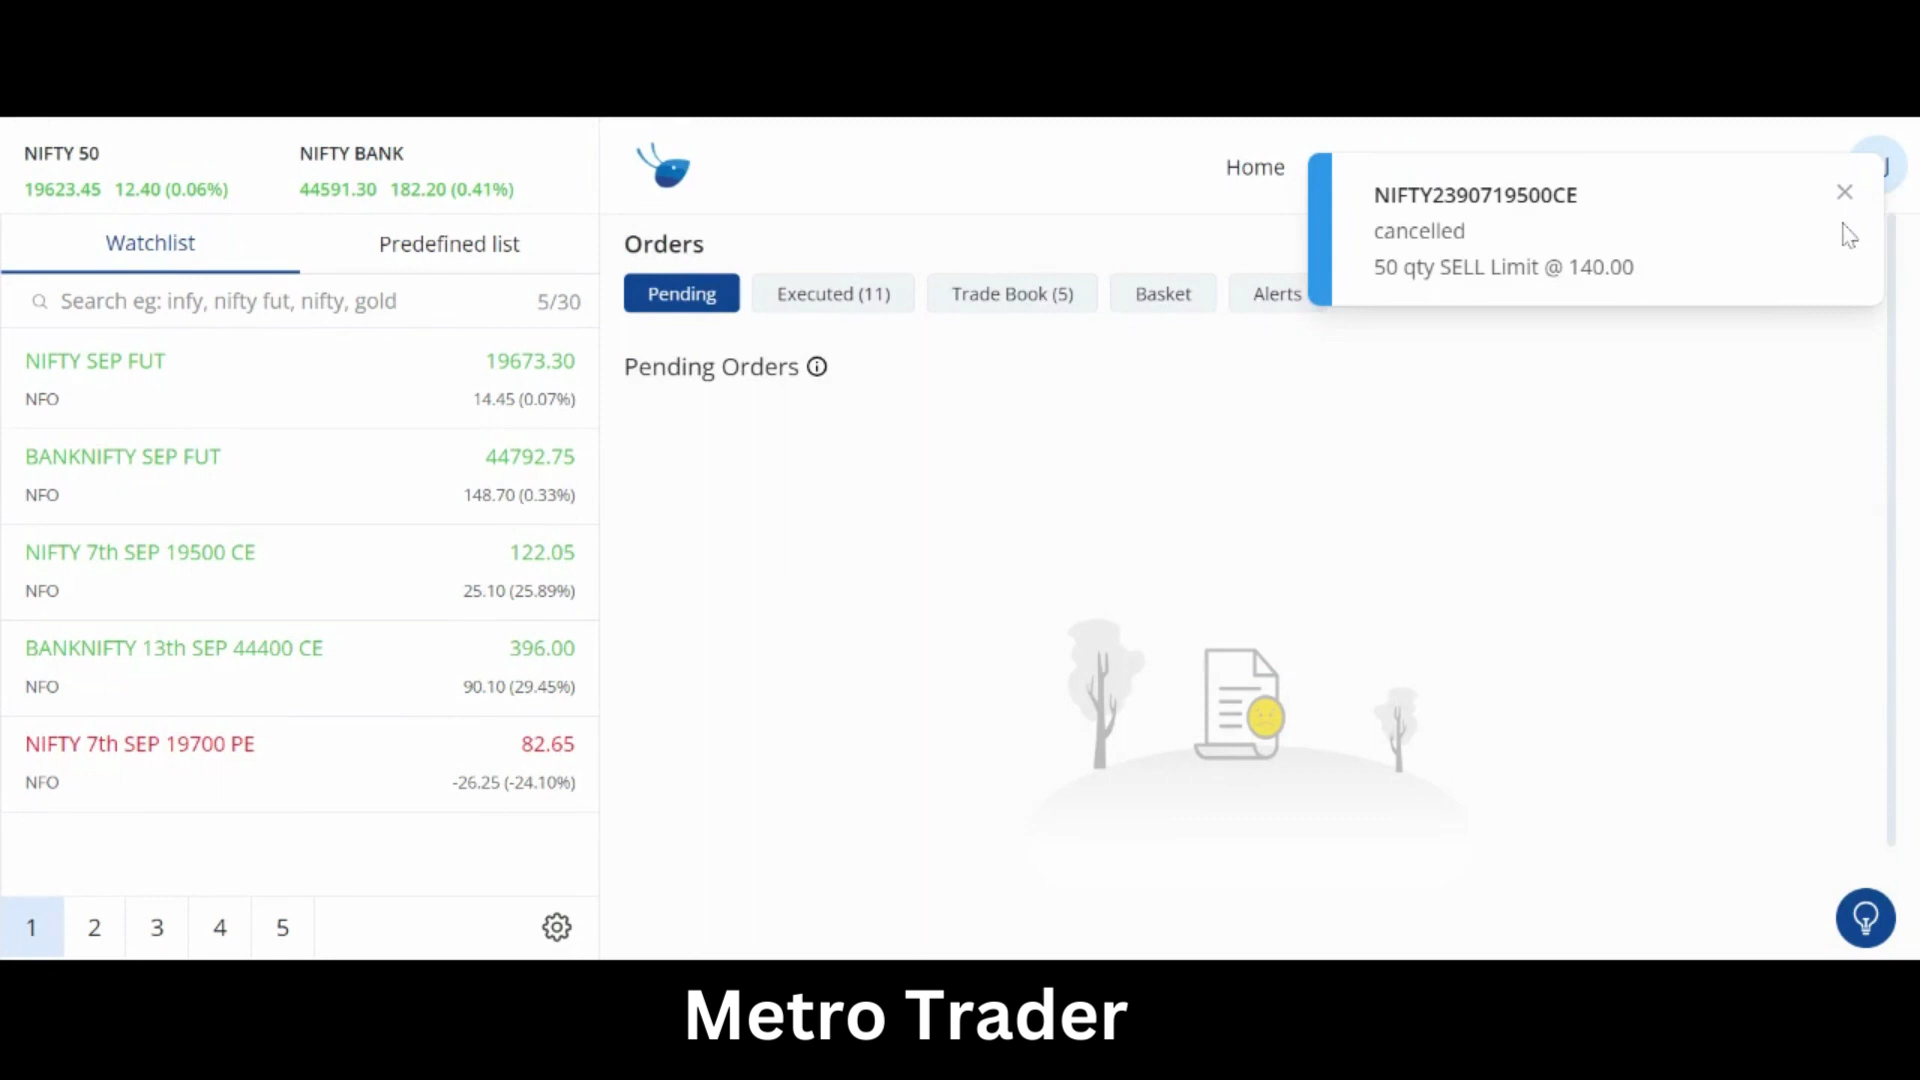 NIFTY 50
19623.45 12.40 (0.06%)
NIFTY BANK
44591.30 182.20 (0.41%)
Watchlist
Predefined list
Search eg: infy, nifty fut, nifty, gold 5/30
NIFTY SEP FUT 19673.30
NFO 14.45 (0.07%)
BANKNIFTY SEP FUT 44792.75
NFO 148.70 (0.33%)
NIFTY 7th SEP 19500 CE 122.05
NFO 25.10 (25.89%)
BANKNIFTY 13th SEP 44400 CE 396.00
NFO 90.10 (29.45%)
NIFTY 7th SEP 19700 PE 82.65
NFO -26.25 (-24.10%)
1 2 3 4 5
Home
NIFTY2390719500CE
cancelled
50 qty SELL Limit @ 140.00
Orders
Pending Executed (11) Trade Book (5) Basket Alerts
Pending Orders
Metro Trader